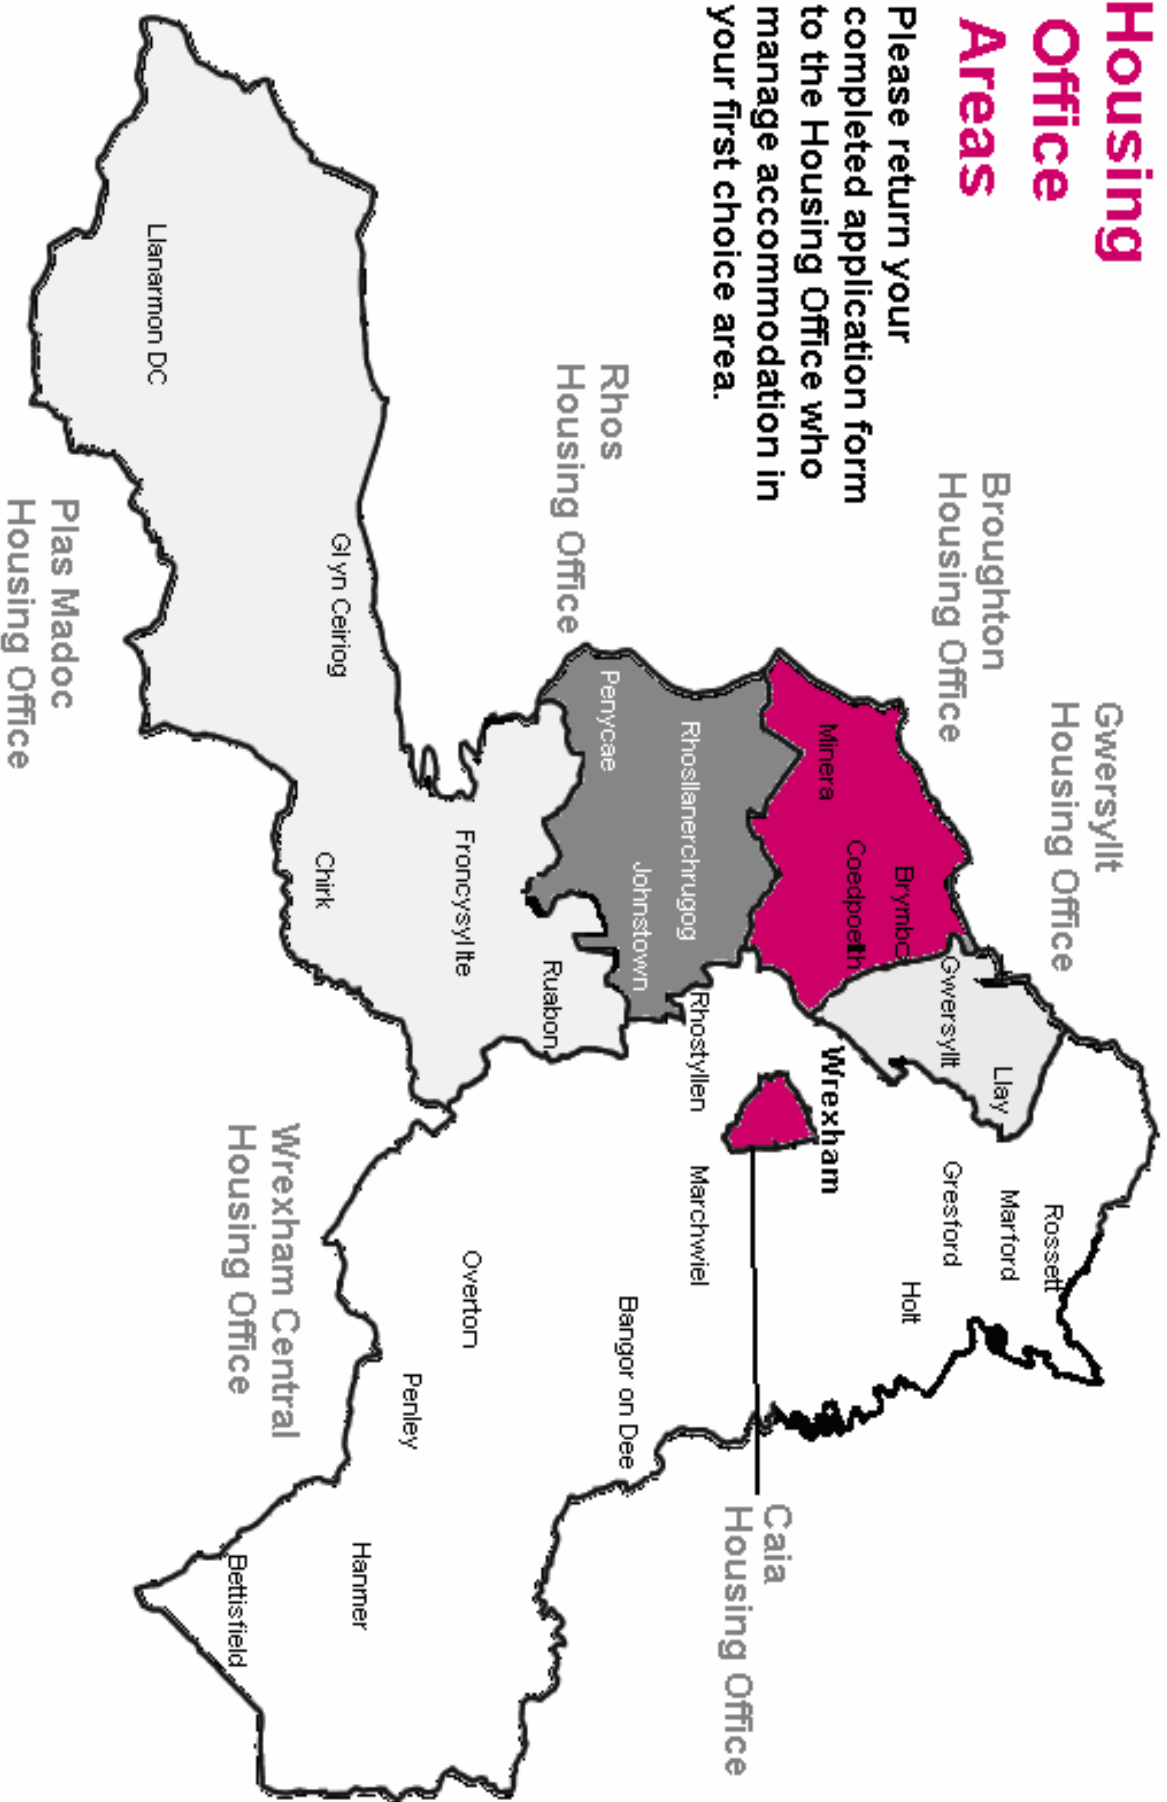 Housing
Office
Areas
Please return your
completed application form
to the Housing Office who
manage accommodation in
your first choice area.
Gwersyllt
Housing Office
Broughton
Housing Office
Rhos
Housing Office
Plas Madoc
Housing Office
Wrexham Central
Housing Office
Caia
Housing Office
Rossett
Marford
Llay
Gresford
Gwersyllt
Holt
Brymbo
Coedpoeth
Minera
Wrexham
Rhostyllen
Marchwiel
Rhosllanerchrugog
Johnstown
Penycae
Bangor on Dee
Ruabon
Froncysyllte
Overton
Penley
Hanmer
Bettisfield
Glyn Ceiriog
Chirk
Llanarmon DC